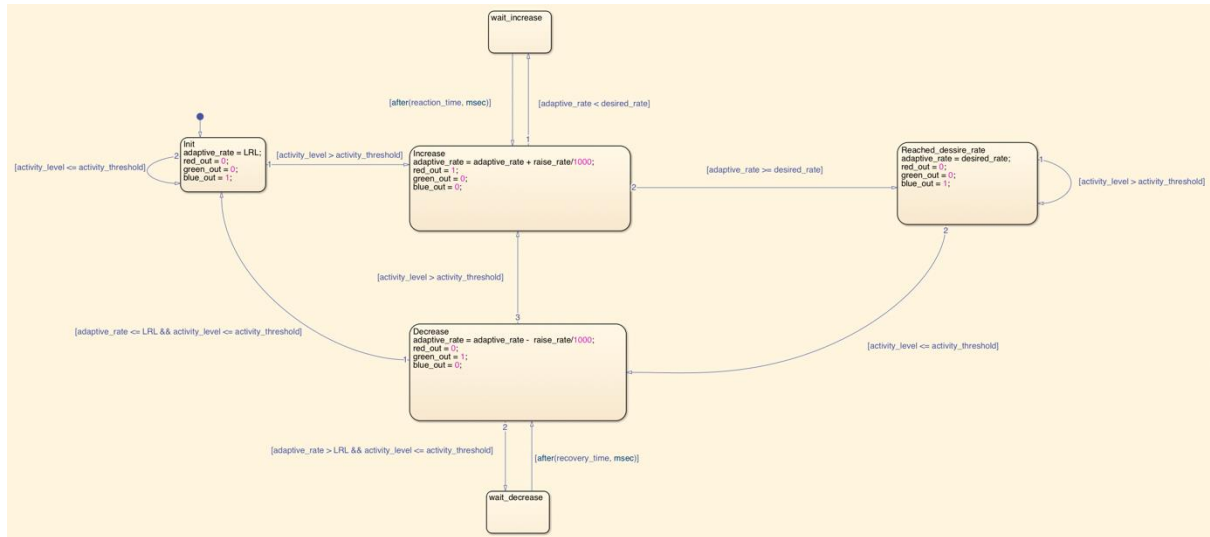 wait_increase
[after(reaction_time, msec)]
[adaptive_rate < desired_rate]
1
Init
adaptive_rate = LRL;
red_out = 0;
green_out = 0;
blue_out = 1;
2
1
[activity_level <= activity_threshold]
[activity_level > activity_threshold]
Increase
adaptive_rate = adaptive_rate + raise_rate/1000;
red_out = 1;
green_out = 0;
blue_out = 0;
2
[adaptive_rate >= desired_rate]
Reached_dessire_rate
adaptive_rate = desired_rate;
red_out = 0;
green_out = 0;
blue_out = 1;
1
[activity_level > activity_threshold]
2
[activity_level > activity_threshold]
3
[adaptive_rate <= LRL && activity_level <= activity_threshold]
1
Decrease
adaptive_rate = adaptive_rate - raise_rate/1000;
red_out = 0;
green_out = 1;
blue_out = 0;
[activity_level <= activity_threshold]
2
[adaptive_rate > LRL && activity_level <= activity_threshold]
[after(recovery_time, msec)]
wait_decrease